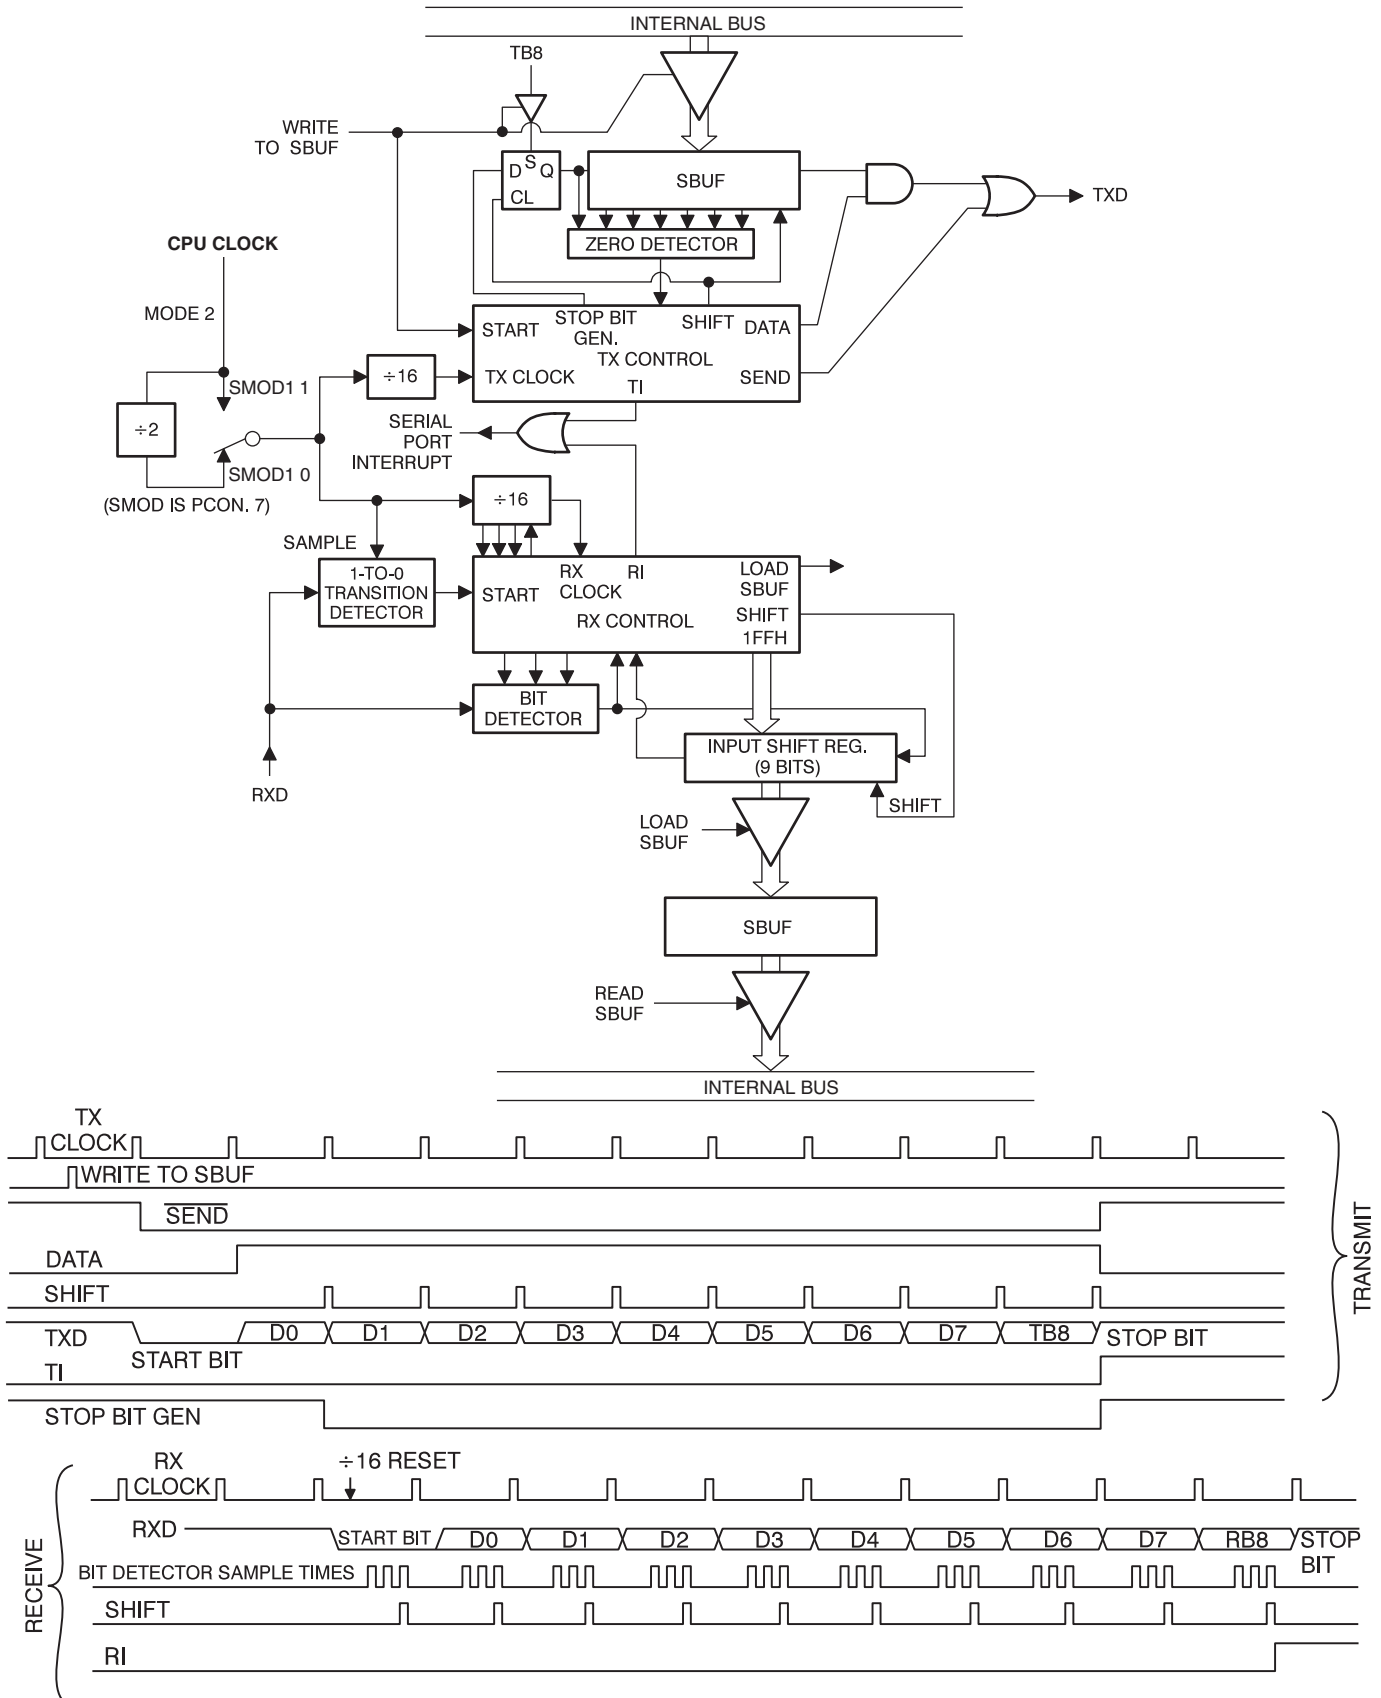 INTERNAL BUS
TB8
WRITE
TO SBUF
D S Q
CL
SBUF
TXD
ZERO DETECTOR
CPU CLOCK
MODE 2
START
STOP BIT
GEN.
SHIFT
DATA
TX CONTROL
÷16
TX CLOCK
TI
SEND
SMOD1 1
÷2
SERIAL
PORT
INTERRUPT
SMOD1 0
(SMOD IS PCON. 7)
÷16
SAMPLE
1-TO-0
TRANSITION
DETECTOR
START
RX
CLOCK
RI
LOAD
SBUF
SHIFT
RX CONTROL
1FFH
BIT
DETECTOR
INPUT SHIFT REG.
(9 BITS)
RXD
SHIFT
LOAD
SBUF
SBUF
READ
SBUF
INTERNAL BUS
TX
CLOCK
WRITE TO SBUF
SEND
DATA
SHIFT
TXD
START BIT
D0 D1 D2 D3 D4 D5 D6 D7 TB8
STOP BIT
TI
STOP BIT GEN
TRANSMIT
RX
CLOCK
÷16 RESET
RXD
START BIT D0 D1 D2 D3 D4 D5 D6 D7 RB8 STOP
BIT
BIT DETECTOR SAMPLE TIMES
SHIFT
RI
RECEIVE